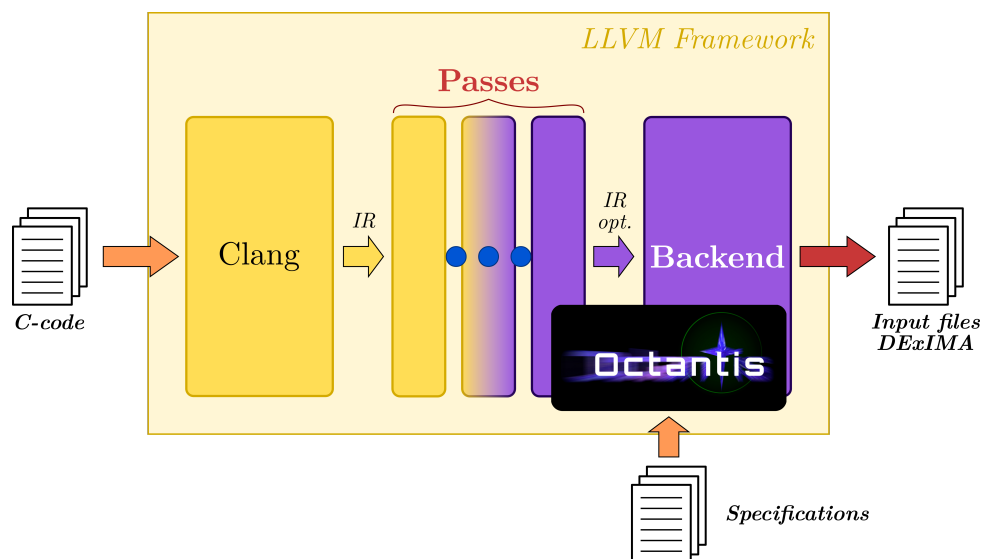 LLVM Framework
Passes
IR
IR
opt.
Clang
Backend
C-code
Input files
DExIMA
Octantis
Specifications